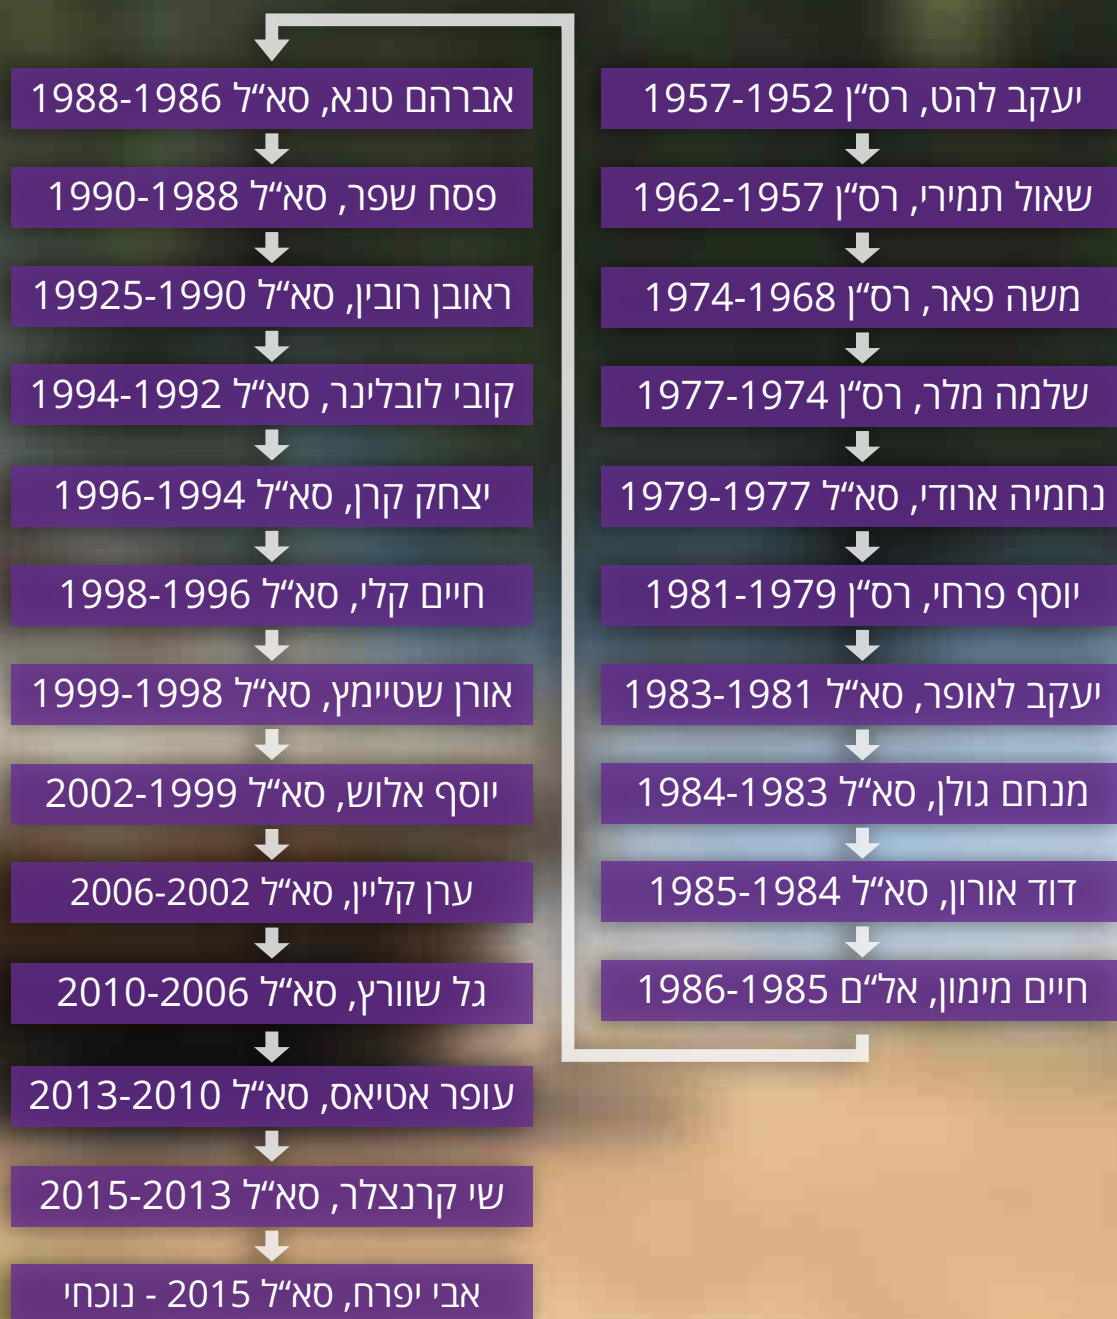 יעקב להט, רס“ן 1957-1952
שאול תמירי, רס“ן 1962-1957
משה פאר, רס“ן 1974-1968
שלמה מלר, רס“ן 1977-1974
נחמיה ארודי, סא“ל 1979-1977
יוסף פרחי, רס“ן 1981-1979
יעקב לאופר, סא“ל 1983-1981
מנחם גולן, סא“ל 1984-1983
דוד אורון, סא“ל 1985-1984
חיים מימון, אל“ם 1986-1985
אברהם טנא, סא“ל 1988-1986
פסח שפר, סא“ל 1990-1988
ראובן רובין, סא“ל 19925-1990
קובי לובלינר, סא“ל 1994-1992
יצחק קרן, סא“ל 1996-1994
חיים קלי, סא“ל 1998-1996
אורן שטיימץ, סא“ל 1999-1998
יוסף אלוש, סא“ל 2002-1999
ערן קליין, סא“ל 2006-2002
גל שוורץ, סא“ל 2010-2006
עופר אטיאס, סא“ל 2013-2010
שי קרנצלר, סא“ל 2015-2013
אבי יפרח, סא“ל 2015 - נוכחי